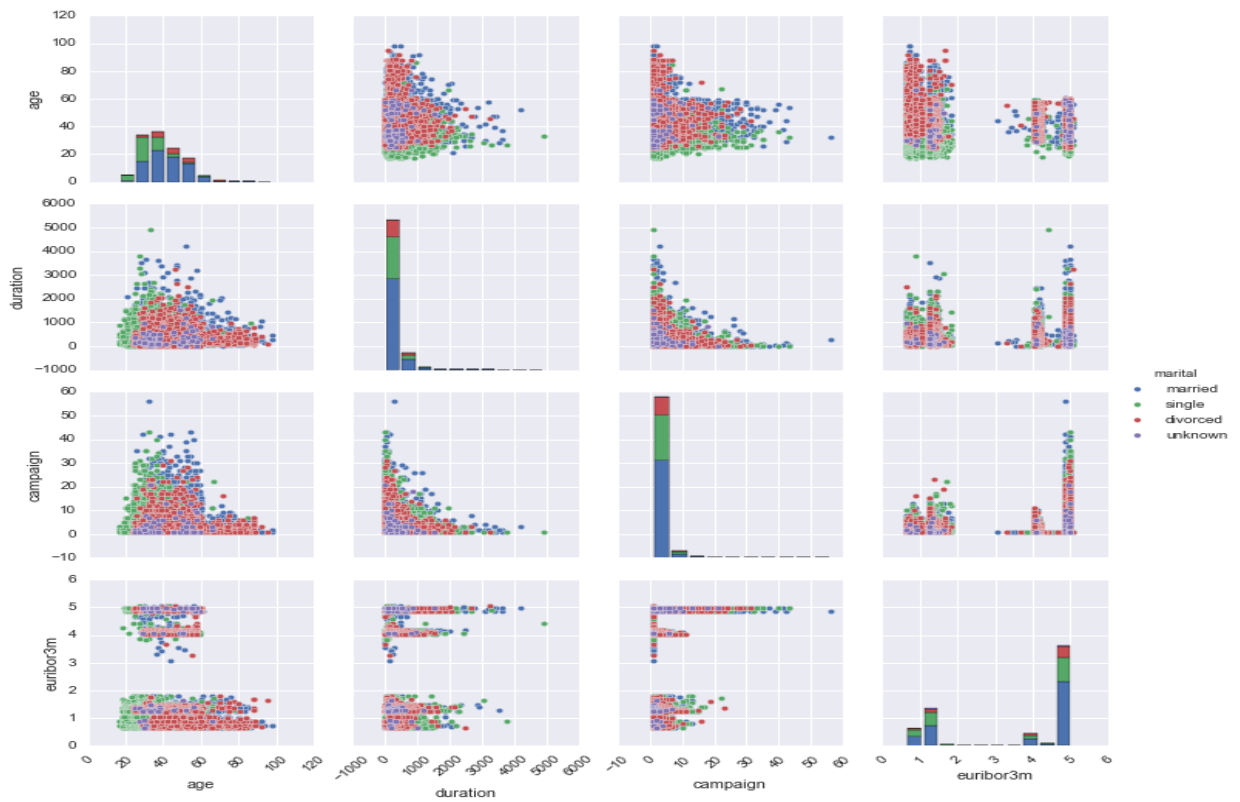 120
100
80
60
40
20
0
age
0 20 40 60 80 100 120
−1000 0 1000 2000 3000 4000 5000 6000
−10 0 10 20 30 40 50 60
0 1 2 3 4 5 6
6000
5000
4000
3000
2000
1000
0
−1000
duration
marital
married
single
divorced
unknown
60
50
40
30
20
10
0
−10
campaign
6
5
4
3
2
1
0
euribor3m
age
duration
campaign
euribor3m